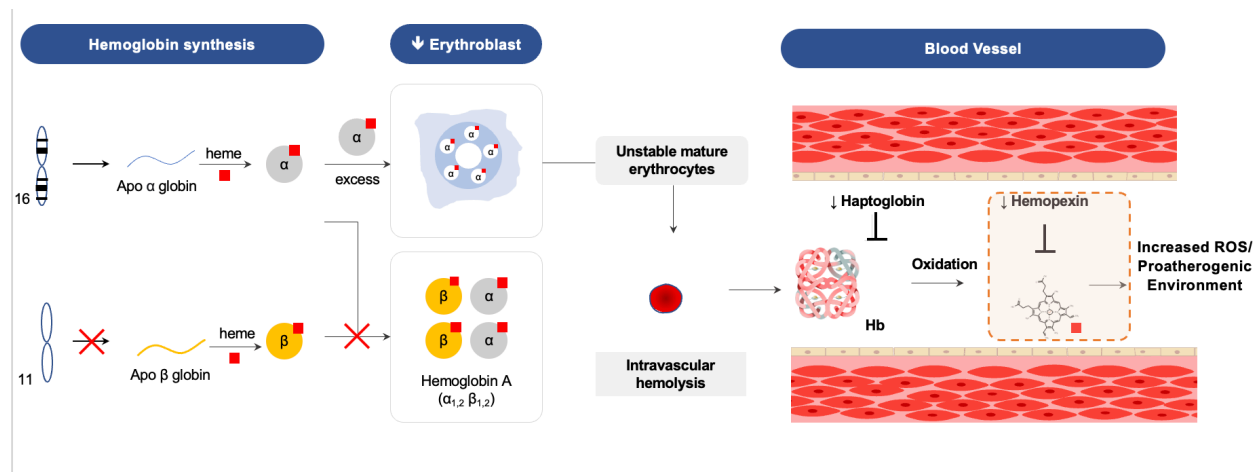 Hemoglobin synthesis
↓ Erythroblast
Blood Vessel
16
Apo α globin
heme
α
α
excess
α
α
α
α
α
Unstable mature
erythrocytes
↓ Haptoglobin
↓ Hemopexin
Oxidation
Increased ROS/
Proatherogenic
Environment
Hb
11
Apo β globin
heme
β
β
α
β
α
Hemoglobin A
(α1,2 β1,2)
Intravascular
hemolysis